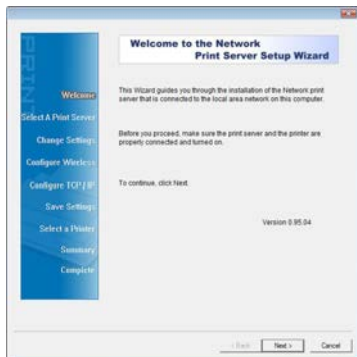 PRINT
Welcome
Select A Print Server
Change Settings
Configure Wireless
Configure TCP / IP
Save Settings
Select a Printer
Summary
Complete
Welcome to the Network
Print Server Setup Wizard
This Wizard guides you through the installation of the Network print
server that is connected to the local area network on this computer.
Before you proceed, make sure the print server and the printer are
properly connected and turned on.
To continue, click Next.
Version 0.95.04
< Back
Next >
Cancel